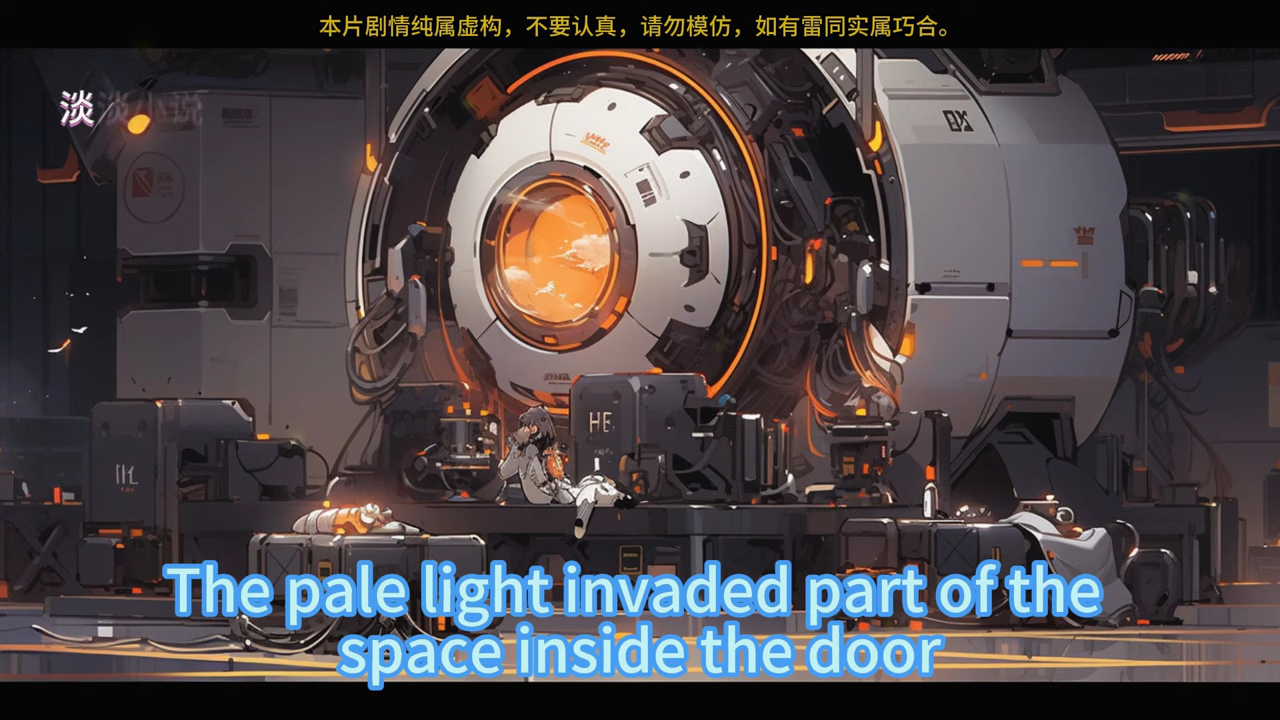 本片剧情纯属虚构，不要认真，请勿模仿，如有雷同实属巧合。
淡淡小说
HE
The pale light invaded part of the
space inside the door